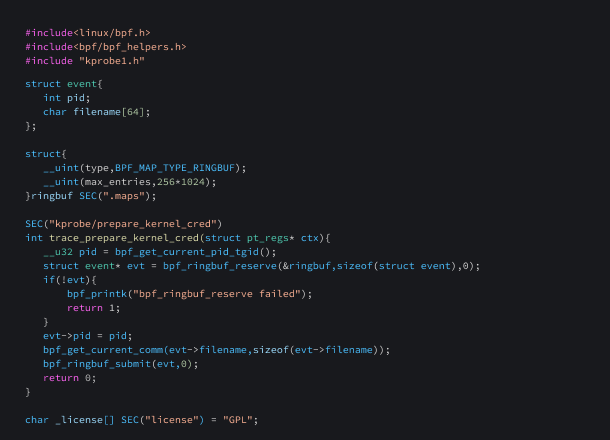 #include<linux/bpf.h>
#include<bpf/bpf_helpers.h>
#include "kprobe1.h"
struct event{
int pid;
char filename[64];
};
struct{
__uint(type,BPF_MAP_TYPE_RINGBUF);
__uint(max_entries,256*1024);
}ringbuf SEC(".maps");
SEC("kprobe/prepare_kernel_cred")
int trace_prepare_kernel_cred(struct pt_regs* ctx){
__u32 pid = bpf_get_current_pid_tgid();
struct event* evt = bpf_ringbuf_reserve(&ringbuf,sizeof(struct event),0);
if(!evt){
bpf_printk("bpf_ringbuf_reserve failed");
return 1;
}
evt->pid = pid;
bpf_get_current_comm(evt->filename,sizeof(evt->filename));
bpf_ringbuf_submit(evt,0);
return 0;
}
char _license[] SEC("license") = "GPL";